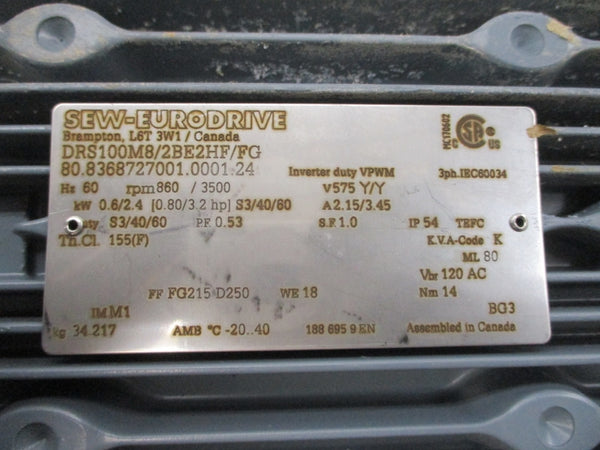 SEW-EURODRIVE
Brampton, L6T 3W1 / Canada
DRS100M8/2BE2HF/FG
80.8368727001.0001.24 Inverter duty VPWM 3ph.IEC60034
Hz 60 rpm 860 / 3500 V 575 Y/Y
kW 0.6/2.4 [0.80/3.2 hp] S3/40/60 A 2.15/3.45
S3/40/60 PF 0.53 S.F 1.0 IP 54 TEFC
Th.Cl. 155(F) K.V.A-Code K
ML 80
Vbr 120 AC
FF FG215 D250 WE 18 Nm 14
IM M1 BG3
kg 34.217 AMB °C -20..40 188 695 9 EN Assembled in Canada
MC170602
C US